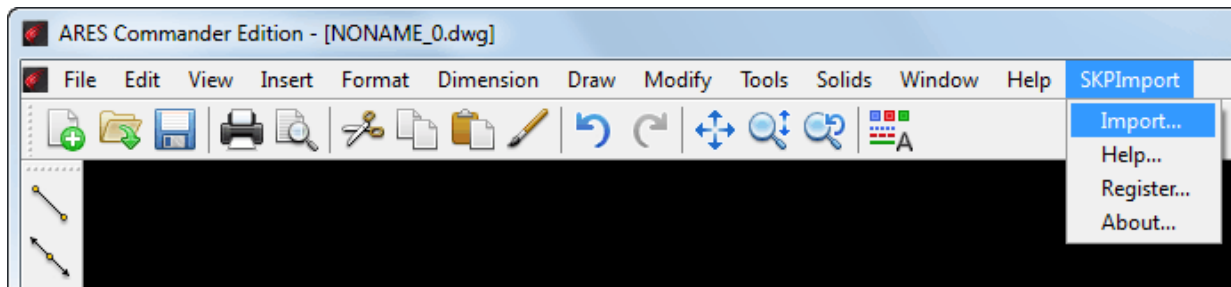 ARES Commander Edition - [NONAME_0.dwg]
File Edit View Insert Format Dimension Draw Modify Tools Solids Window Help SKPImport
A
Import...
Help...
Register...
About...